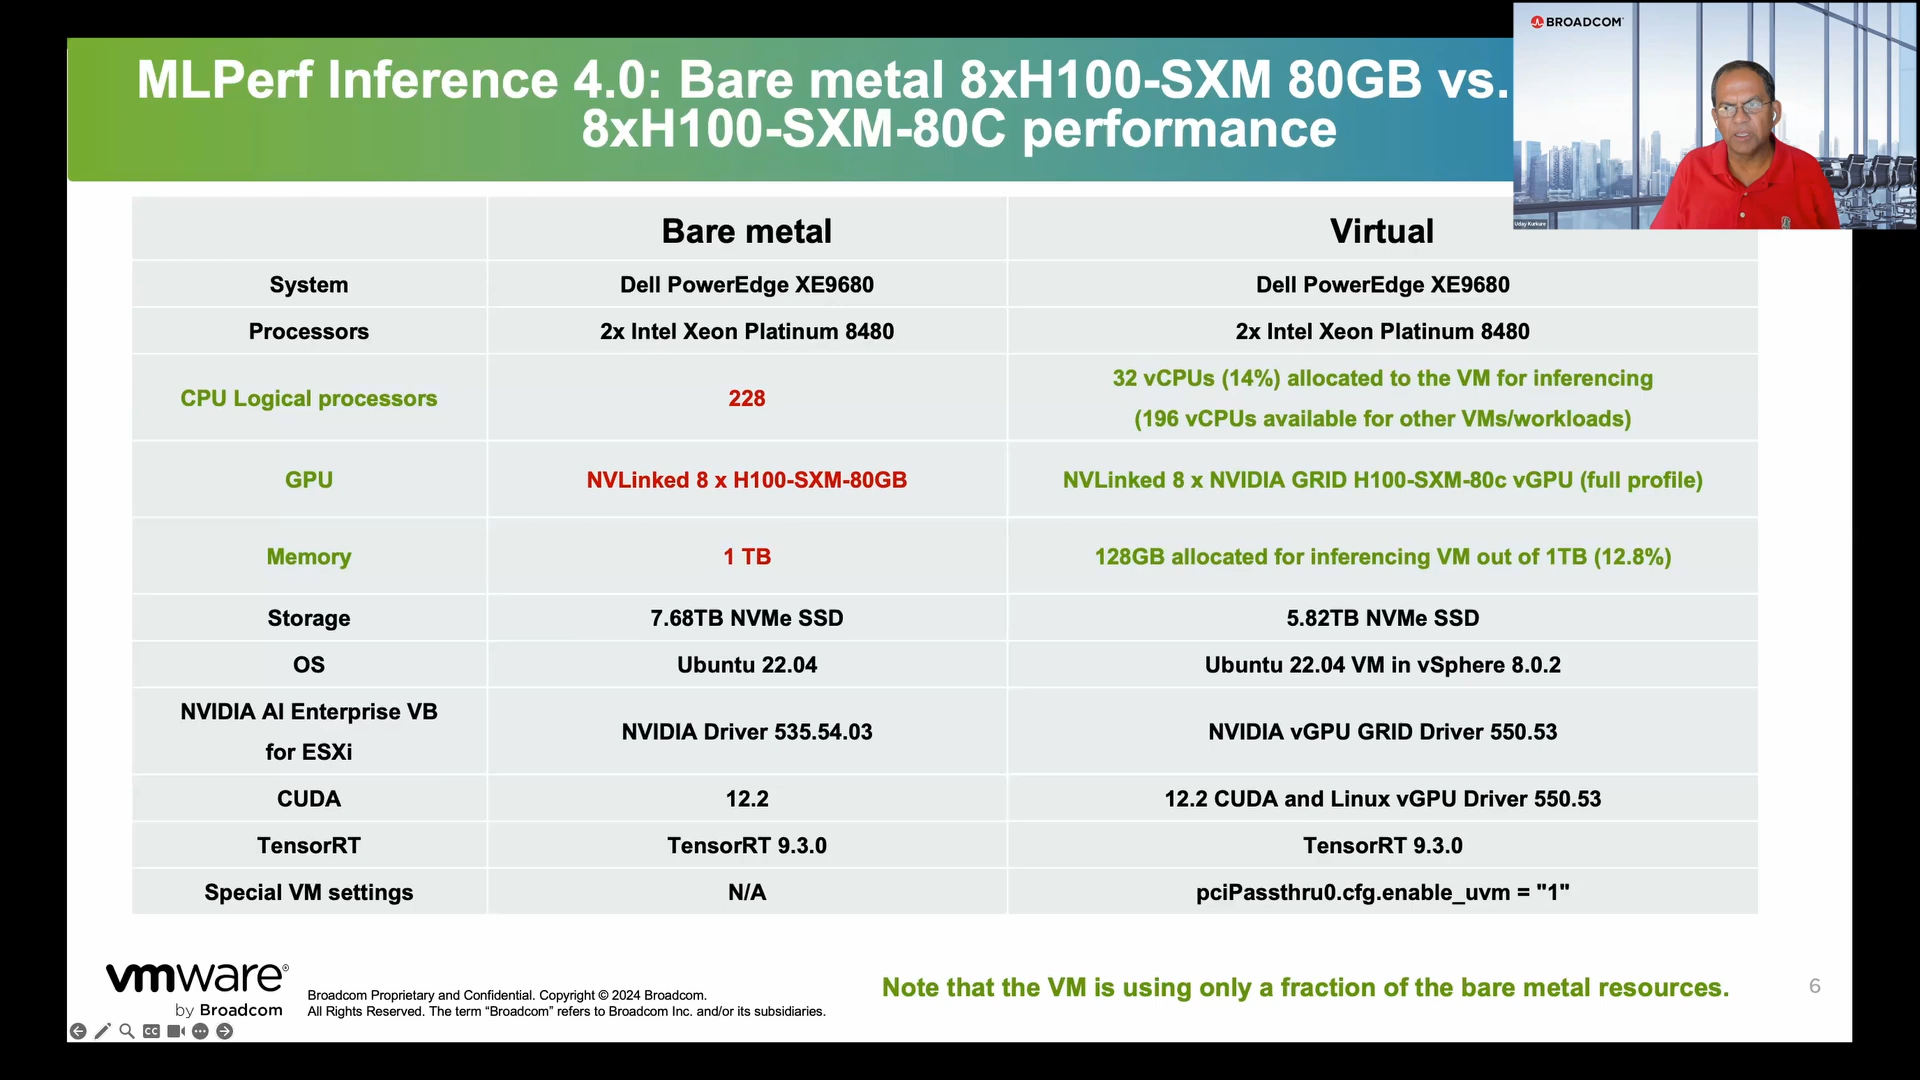 BROADCOM
MLPerf Inference 4.0: Bare metal 8xH100-SXM 80GB vs.
8xH100-SXM-80C performance
Uday Kurkure
Bare metal
Virtual
System
Dell PowerEdge XE9680
Dell PowerEdge XE9680
Processors
2x Intel Xeon Platinum 8480
2x Intel Xeon Platinum 8480
CPU Logical processors
228
32 vCPUs (14%) allocated to the VM for inferencing
(196 vCPUs available for other VMs/workloads)
GPU
NVLinked 8 x H100-SXM-80GB
NVLinked 8 x NVIDIA GRID H100-SXM-80c vGPU (full profile)
Memory
1 TB
128GB allocated for inferencing VM out of 1TB (12.8%)
Storage
7.68TB NVMe SSD
5.82TB NVMe SSD
OS
Ubuntu 22.04
Ubuntu 22.04 VM in vSphere 8.0.2
NVIDIA AI Enterprise VB
for ESXi
NVIDIA Driver 535.54.03
NVIDIA vGPU GRID Driver 550.53
CUDA
12.2
12.2 CUDA and Linux vGPU Driver 550.53
TensorRT
TensorRT 9.3.0
TensorRT 9.3.0
Special VM settings
N/A
pciPassthru0.cfg.enable_uvm = "1"
vmware®
by Broadcom
Broadcom Proprietary and Confidential. Copyright © 2024 Broadcom.
All Rights Reserved. The term “Broadcom” refers to Broadcom Inc. and/or its subsidiaries.
Note that the VM is using only a fraction of the bare metal resources.
6
CC